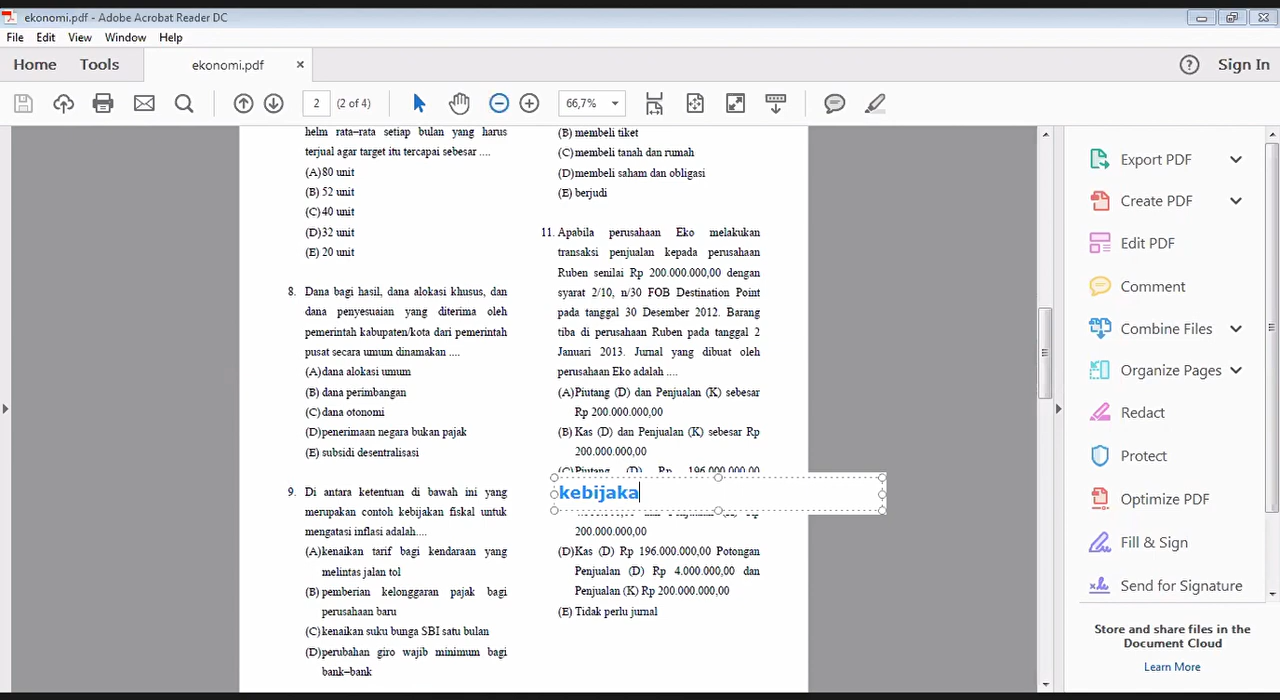 ekonomi.pdf - Adobe Acrobat Reader DC
File Edit View Window Help
Home Tools ekonomi.pdf × ? Sign In
2 (2 of 4) 66,7%
helm rata–rata setiap bulan yang harus
terjual agar target itu tercapai sebesar ....
(A) 80 unit
(B) 52 unit
(C) 40 unit
(D) 32 unit
(E) 20 unit
8. Dana bagi hasil, dana alokasi khusus, dan
dana penyesuaian yang diterima oleh
pemerintah kabupaten/kota dari pemerintah
pusat secara umum dinamakan ....
(A) dana alokasi umum
(B) dana perimbangan
(C) dana otonomi
(D) penerimaan negara bukan pajak
(E) subsidi desentralisasi
9. Di antara ketentuan di bawah ini yang
merupakan contoh kebijakan fiskal untuk
mengatasi inflasi adalah....
(A) kenaikan tarif bagi kendaraan yang
melintas jalan tol
(B) pemberian kelonggaran pajak bagi
perusahaan baru
(C) kenaikan suku bunga SBI satu bulan
(D) perubahan giro wajib minimum bagi
bank–bank
(B) membeli tiket
(C) membeli tanah dan rumah
(D) membeli saham dan obligasi
(E) berjudi
11. Apabila perusahaan Eko melakukan
transaksi penjualan kepada perusahaan
Ruben senilai Rp 200.000.000,00 dengan
syarat 2/10, n/30 FOB Destination Point
pada tanggal 30 Desember 2012. Barang
tiba di perusahaan Ruben pada tanggal 2
Januari 2013. Jurnal yang dibuat oleh
perusahaan Eko adalah ....
(A) Piutang (D) dan Penjualan (K) sebesar
Rp 200.000.000,00
(B) Kas (D) dan Penjualan (K) sebesar Rp
200.000.000,00
(C) Piutang (D) Rp 196.000.000,00
kebijaka
200.000.000,00
(D) Kas (D) Rp 196.000.000,00 Potongan
Penjualan (D) Rp 4.000.000,00 dan
Penjualan (K) Rp 200.000.000,00
(E) Tidak perlu jurnal
Export PDF
Create PDF
Edit PDF
Comment
Combine Files
Organize Pages
Redact
Protect
Optimize PDF
Fill & Sign
Send for Signature
Store and share files in the
Document Cloud
Learn More